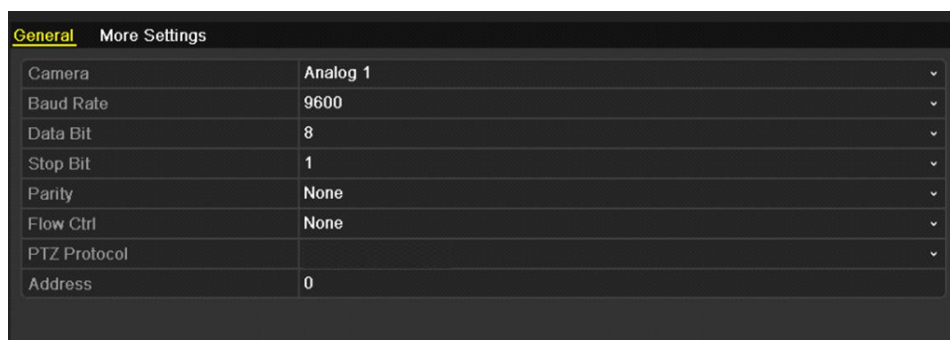 General More Settings
Camera Analog 1
Baud Rate 9600
Data Bit 8
Stop Bit 1
Parity None
Flow Ctrl None
PTZ Protocol
Address 0